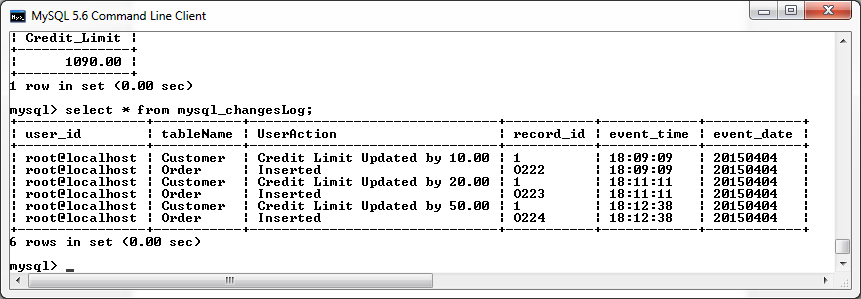 MySQL 5.6 Command Line Client
| Credit_Limit |
+--------------+
|      1090.00 |
+--------------+
1 row in set (0.00 sec)
mysql> select * from mysql_changesLog;
+----------------+-----------+-------------------------------+-----------+------------+------------+
| user_id        | tableName | UserAction                    | record_id | event_time | event_date |
+----------------+-----------+-------------------------------+-----------+------------+------------+
| root@localhost | Customer  | Credit Limit Updated by 10.00 | 1         | 18:09:09   | 20150404   |
| root@localhost | Order     | Inserted                      | O222      | 18:09:09   | 20150404   |
| root@localhost | Customer  | Credit Limit Updated by 20.00 | 1         | 18:11:11   | 20150404   |
| root@localhost | Order     | Inserted                      | O223      | 18:11:11   | 20150404   |
| root@localhost | Customer  | Credit Limit Updated by 50.00 | 1         | 18:12:38   | 20150404   |
| root@localhost | Order     | Inserted                      | O224      | 18:12:38   | 20150404   |
+----------------+-----------+-------------------------------+-----------+------------+------------+
6 rows in set (0.00 sec)
mysql> _